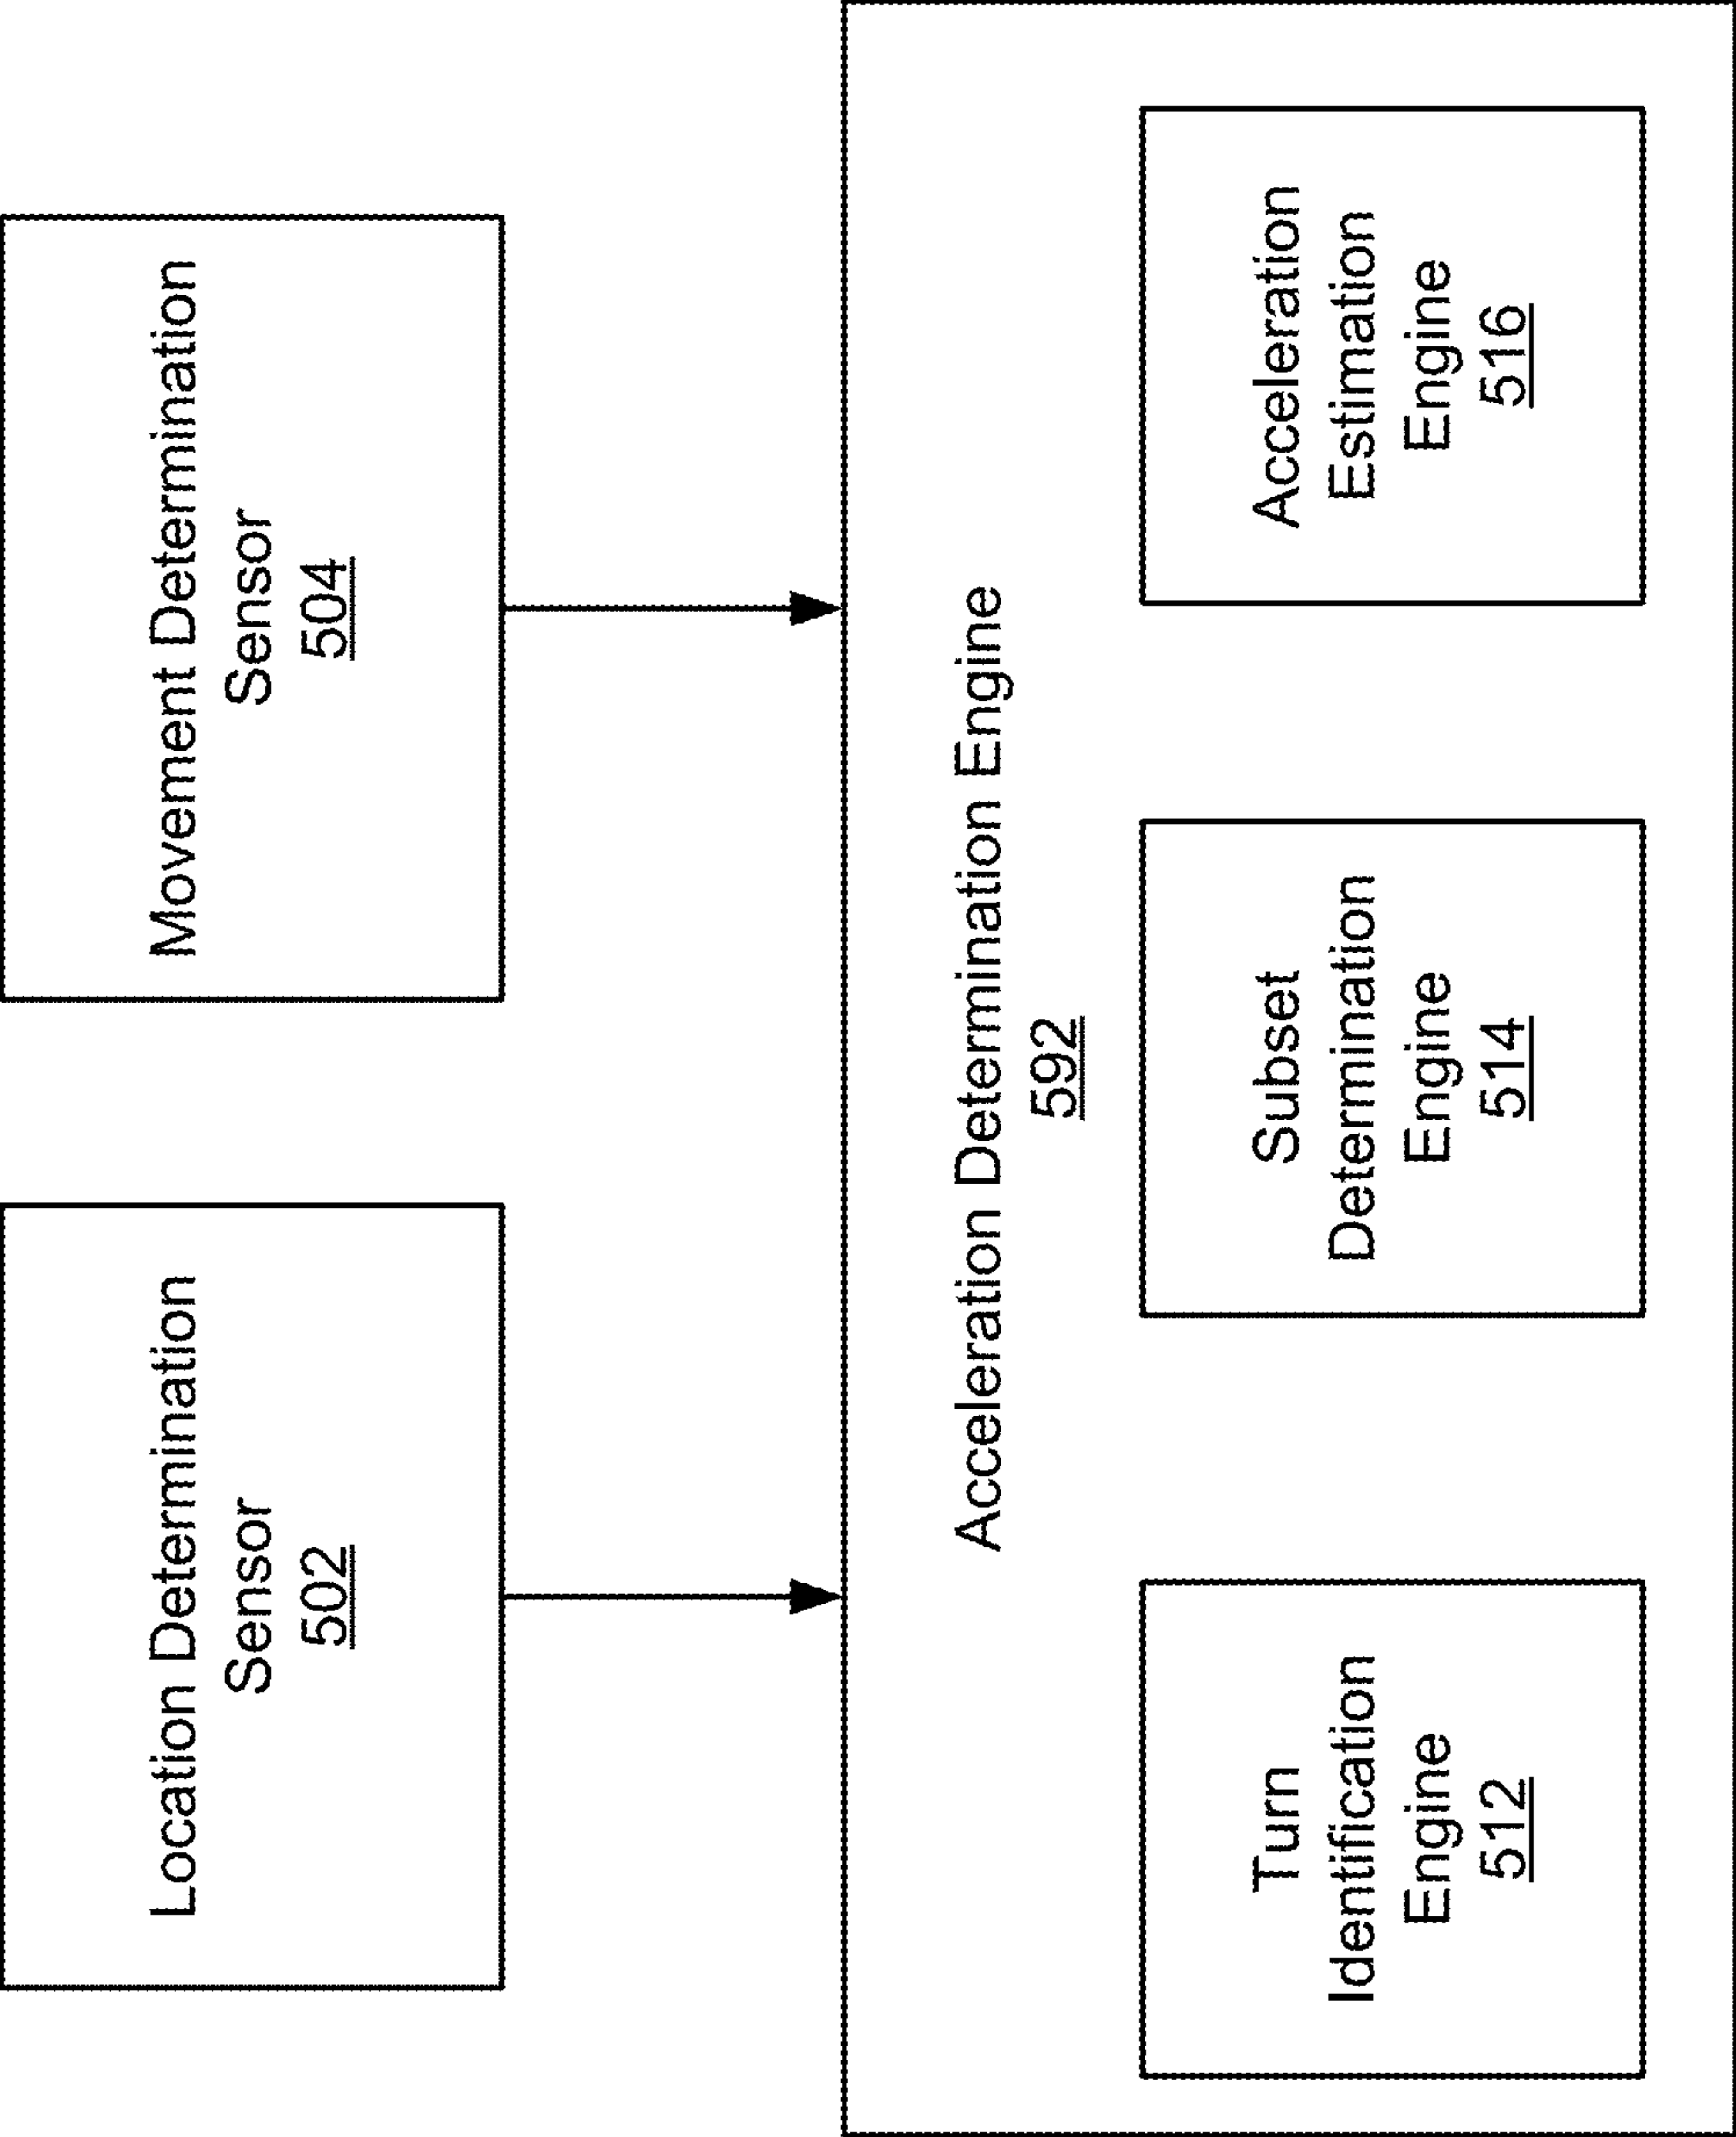 Location Determination
Sensor
502
Movement Determination
Sensor
504
Acceleration Determination Engine
592
Turn
Identification
Engine
512
Subset
Determination
Engine
514
Acceleration
Estimation
Engine
516